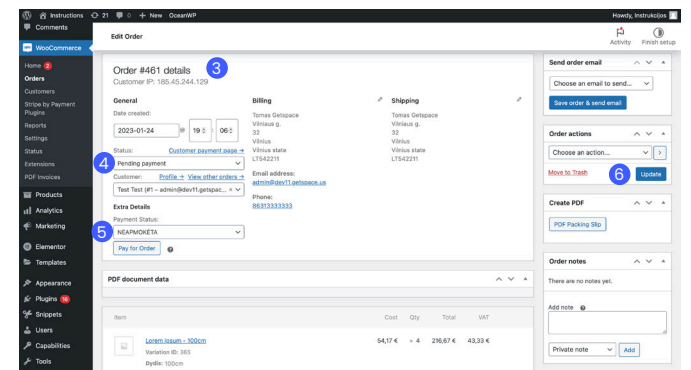 Instructions 21 0 + New OceanWP Howdy, Instrukcijos
Comments
WooCommerce
Home 2
Orders
Customers
Stripe by Payment
Plugins
Reports
Settings
Status
Extensions
PDF Invoices
Products
Analytics
Marketing
Elementor
Templates
Appearance
Plugins 16
Snippets
Users
Capabilities
Tools
Edit Order
Activity Finish setup
Order #461 details 3
Customer IP: 185.45.244.129
General
Date created:
2023-01-24 @ 19 : 06
Status: Customer payment page →
4 Pending payment
Customer: Profile → View other orders →
Test Test (#1 – admin@dev11.getspac... ×
Extra Details
Payment Status:
5 NEAPMOKĖTA
Pay for Order
Billing
Tomas Getspace
Vilniaus g.
32
Vilnius
Vilnius state
LT542211
Email address:
admin@dev11.getspace.us
Phone:
86313333333
Shipping
Tomas Getspace
Vilniaus g.
32
Vilnius
Vilnius state
LT542211
PDF document data
Item Cost Qty Total VAT
Lorem ipsum - 100cm 54,17 € × 4 216,67 € 43,33 €
Variation ID: 365
Dydis: 100cm
Send order email
Choose an email to send...
Save order & send email
Order actions
Choose an action...
Move to Trash 6 Update
Create PDF
PDF Packing Slip
Order notes
There are no notes yet.
Add note
Private note Add